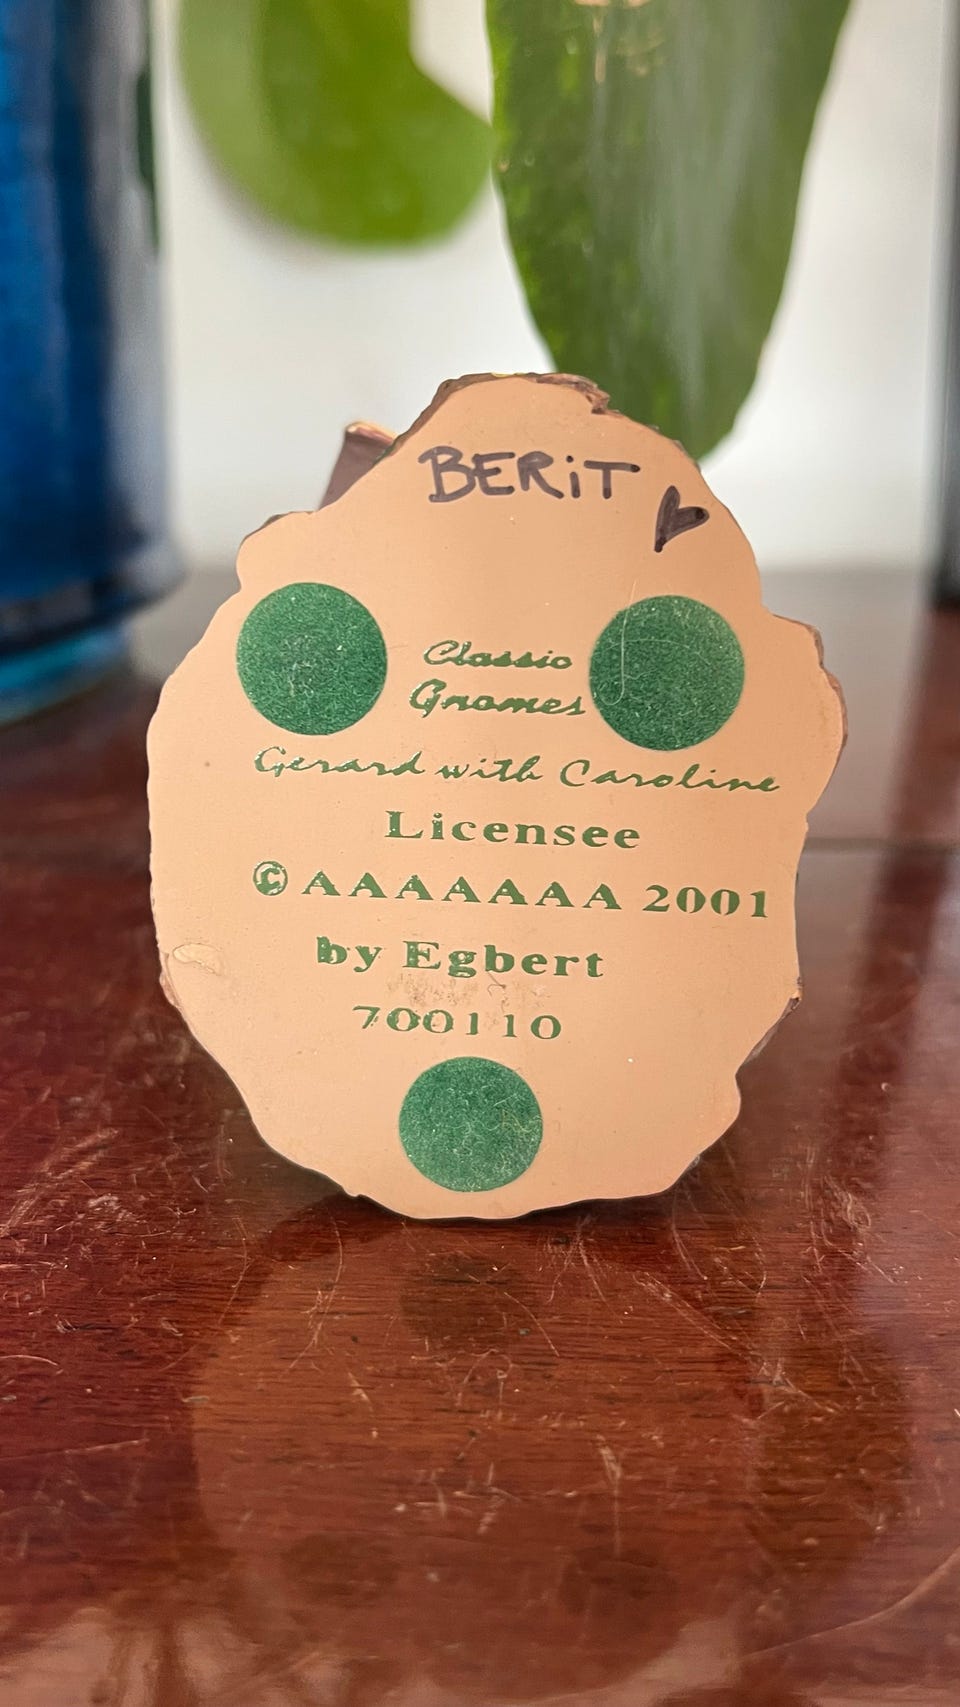 BERiT ♥
Classic
Gnomes
Gerard with Caroline
Licensee
© AAAAAAA 2001
by Egbert
700110